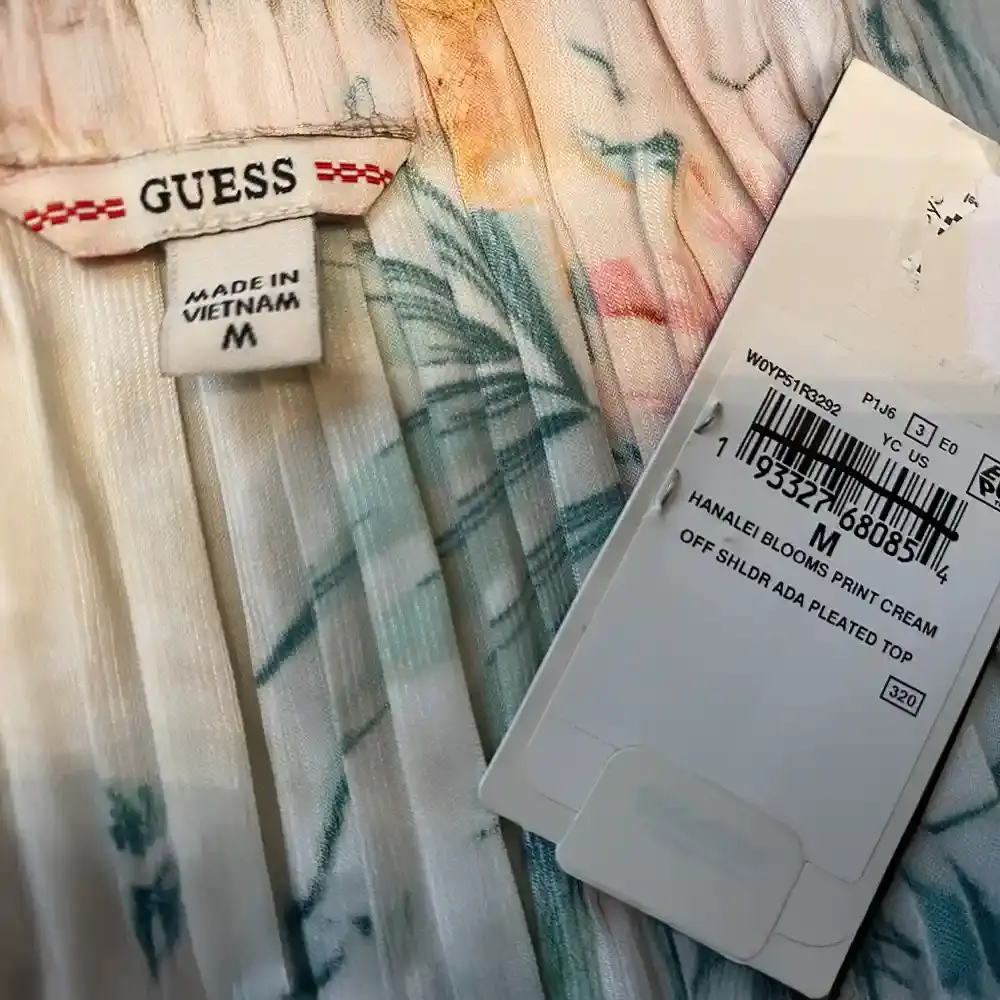 GUESS
MADE IN
VIETNAM
M
W0YP51R3292
P1J6 3 E0
YC US
1 93327 68085 4
M
HANALEI BLOOMS PRINT CREAM
OFF SHLDR ADA PLEATED TOP
320